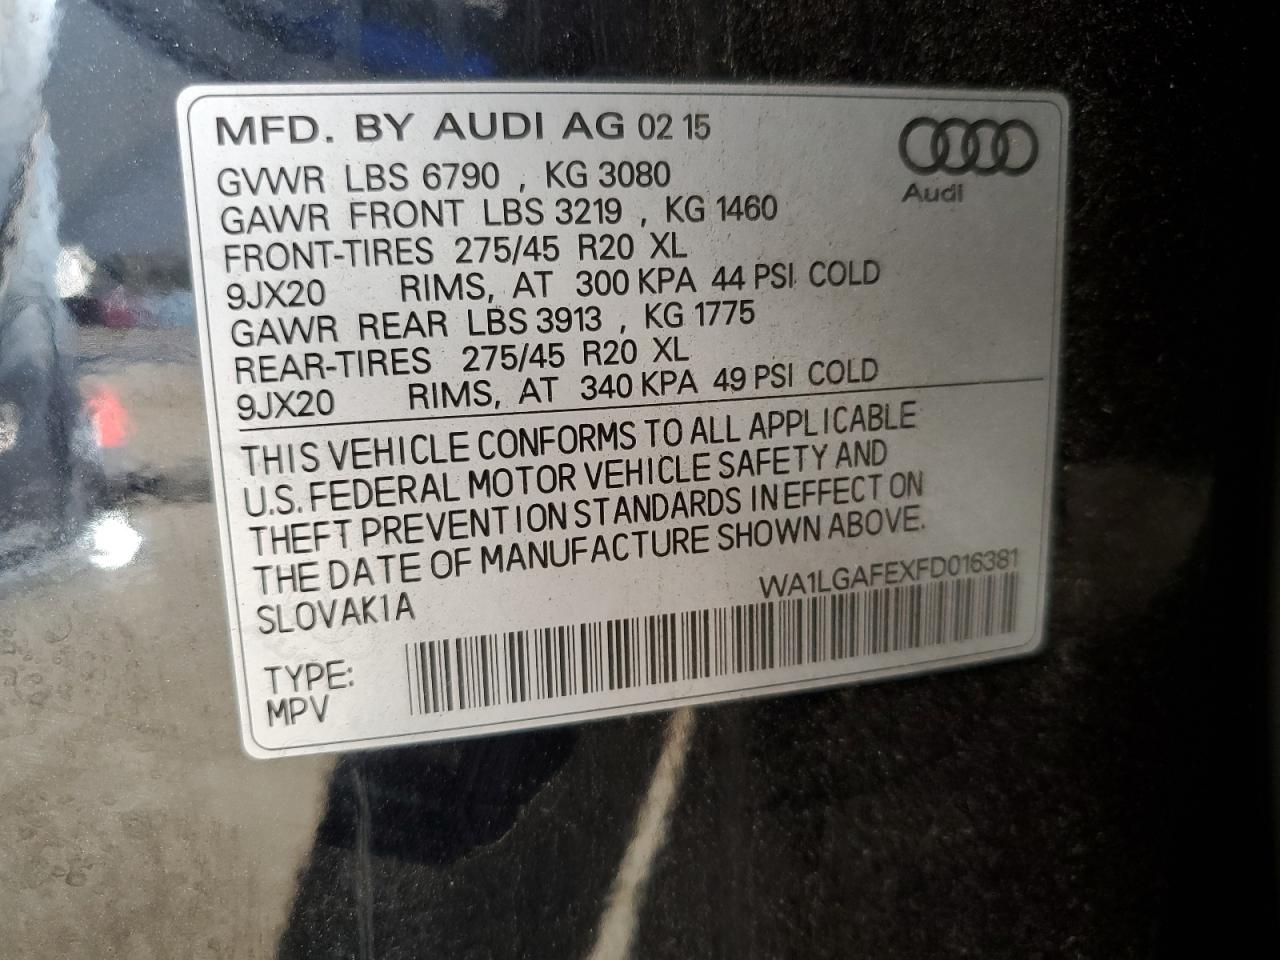 MFD. BY AUDI AG 02 15
Audi
GVWR LBS 6790 , KG 3080
GAWR FRONT LBS 3219 , KG 1460
FRONT-TIRES 275/45 R20 XL
9JX20 RIMS, AT 300 KPA 44 PSI COLD
GAWR REAR LBS 3913 , KG 1775
REAR-TIRES 275/45 R20 XL
9JX20 RIMS, AT 340 KPA 49 PSI COLD
THIS VEHICLE CONFORMS TO ALL APPLICABLE
U.S. FEDERAL MOTOR VEHICLE SAFETY AND
THEFT PREVENTION STANDARDS IN EFFECT ON
THE DATE OF MANUFACTURE SHOWN ABOVE.
SLOVAKIA
WA1LGAFEXFD016381
TYPE:
MPV